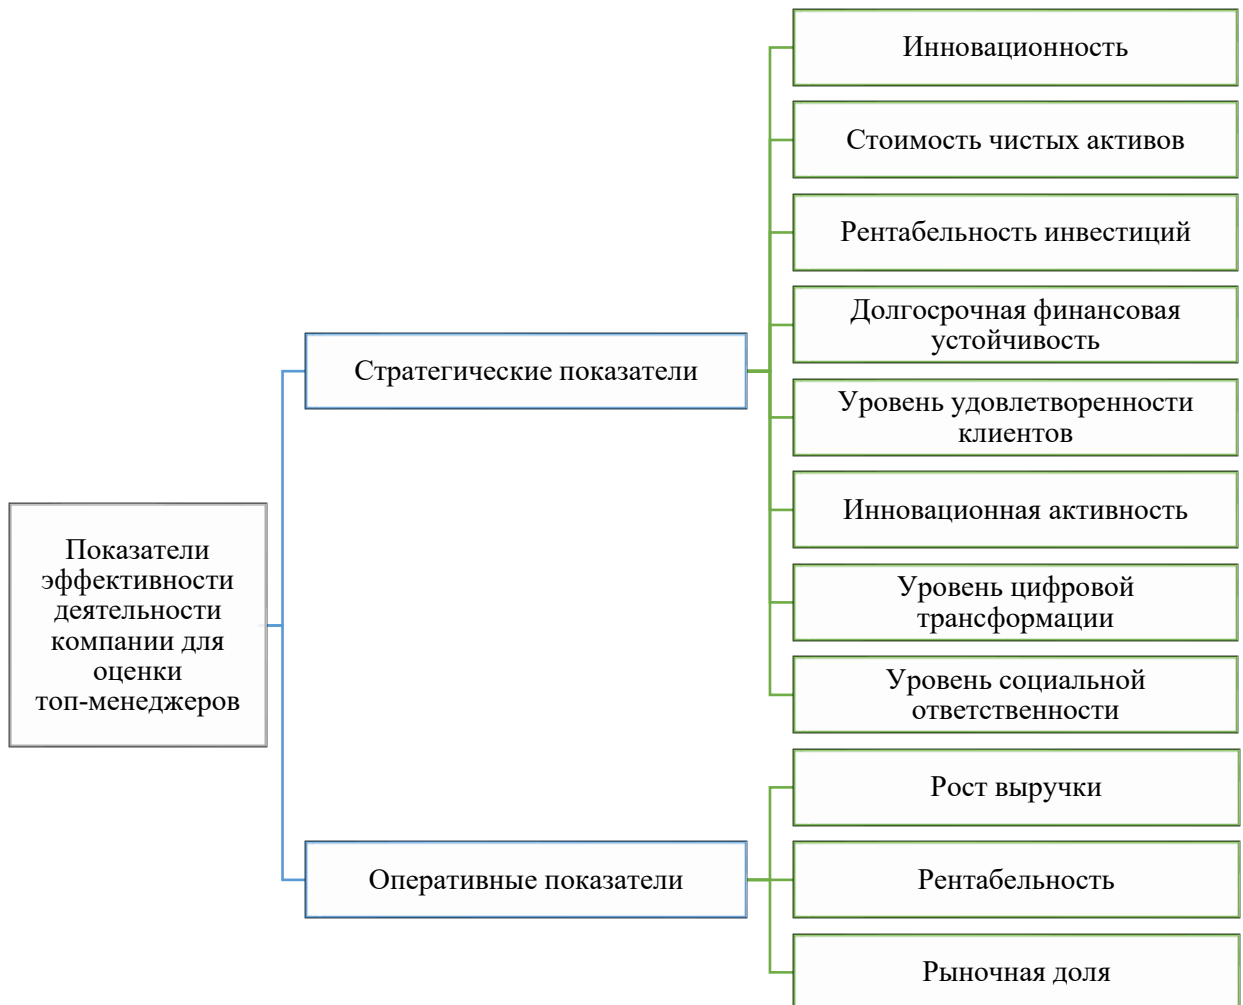 Показатели
эффективности
деятельности
компании для
оценки
топ-менеджеров
Стратегические показатели
Инновационность
Стоимость чистых активов
Рентабельность инвестиций
Долгосрочная финансовая
устойчивость
Уровень удовлетворенности
клиентов
Инновационная активность
Уровень цифровой
трансформации
Уровень социальной
ответственности
Оперативные показатели
Рост выручки
Рентабельность
Рыночная доля